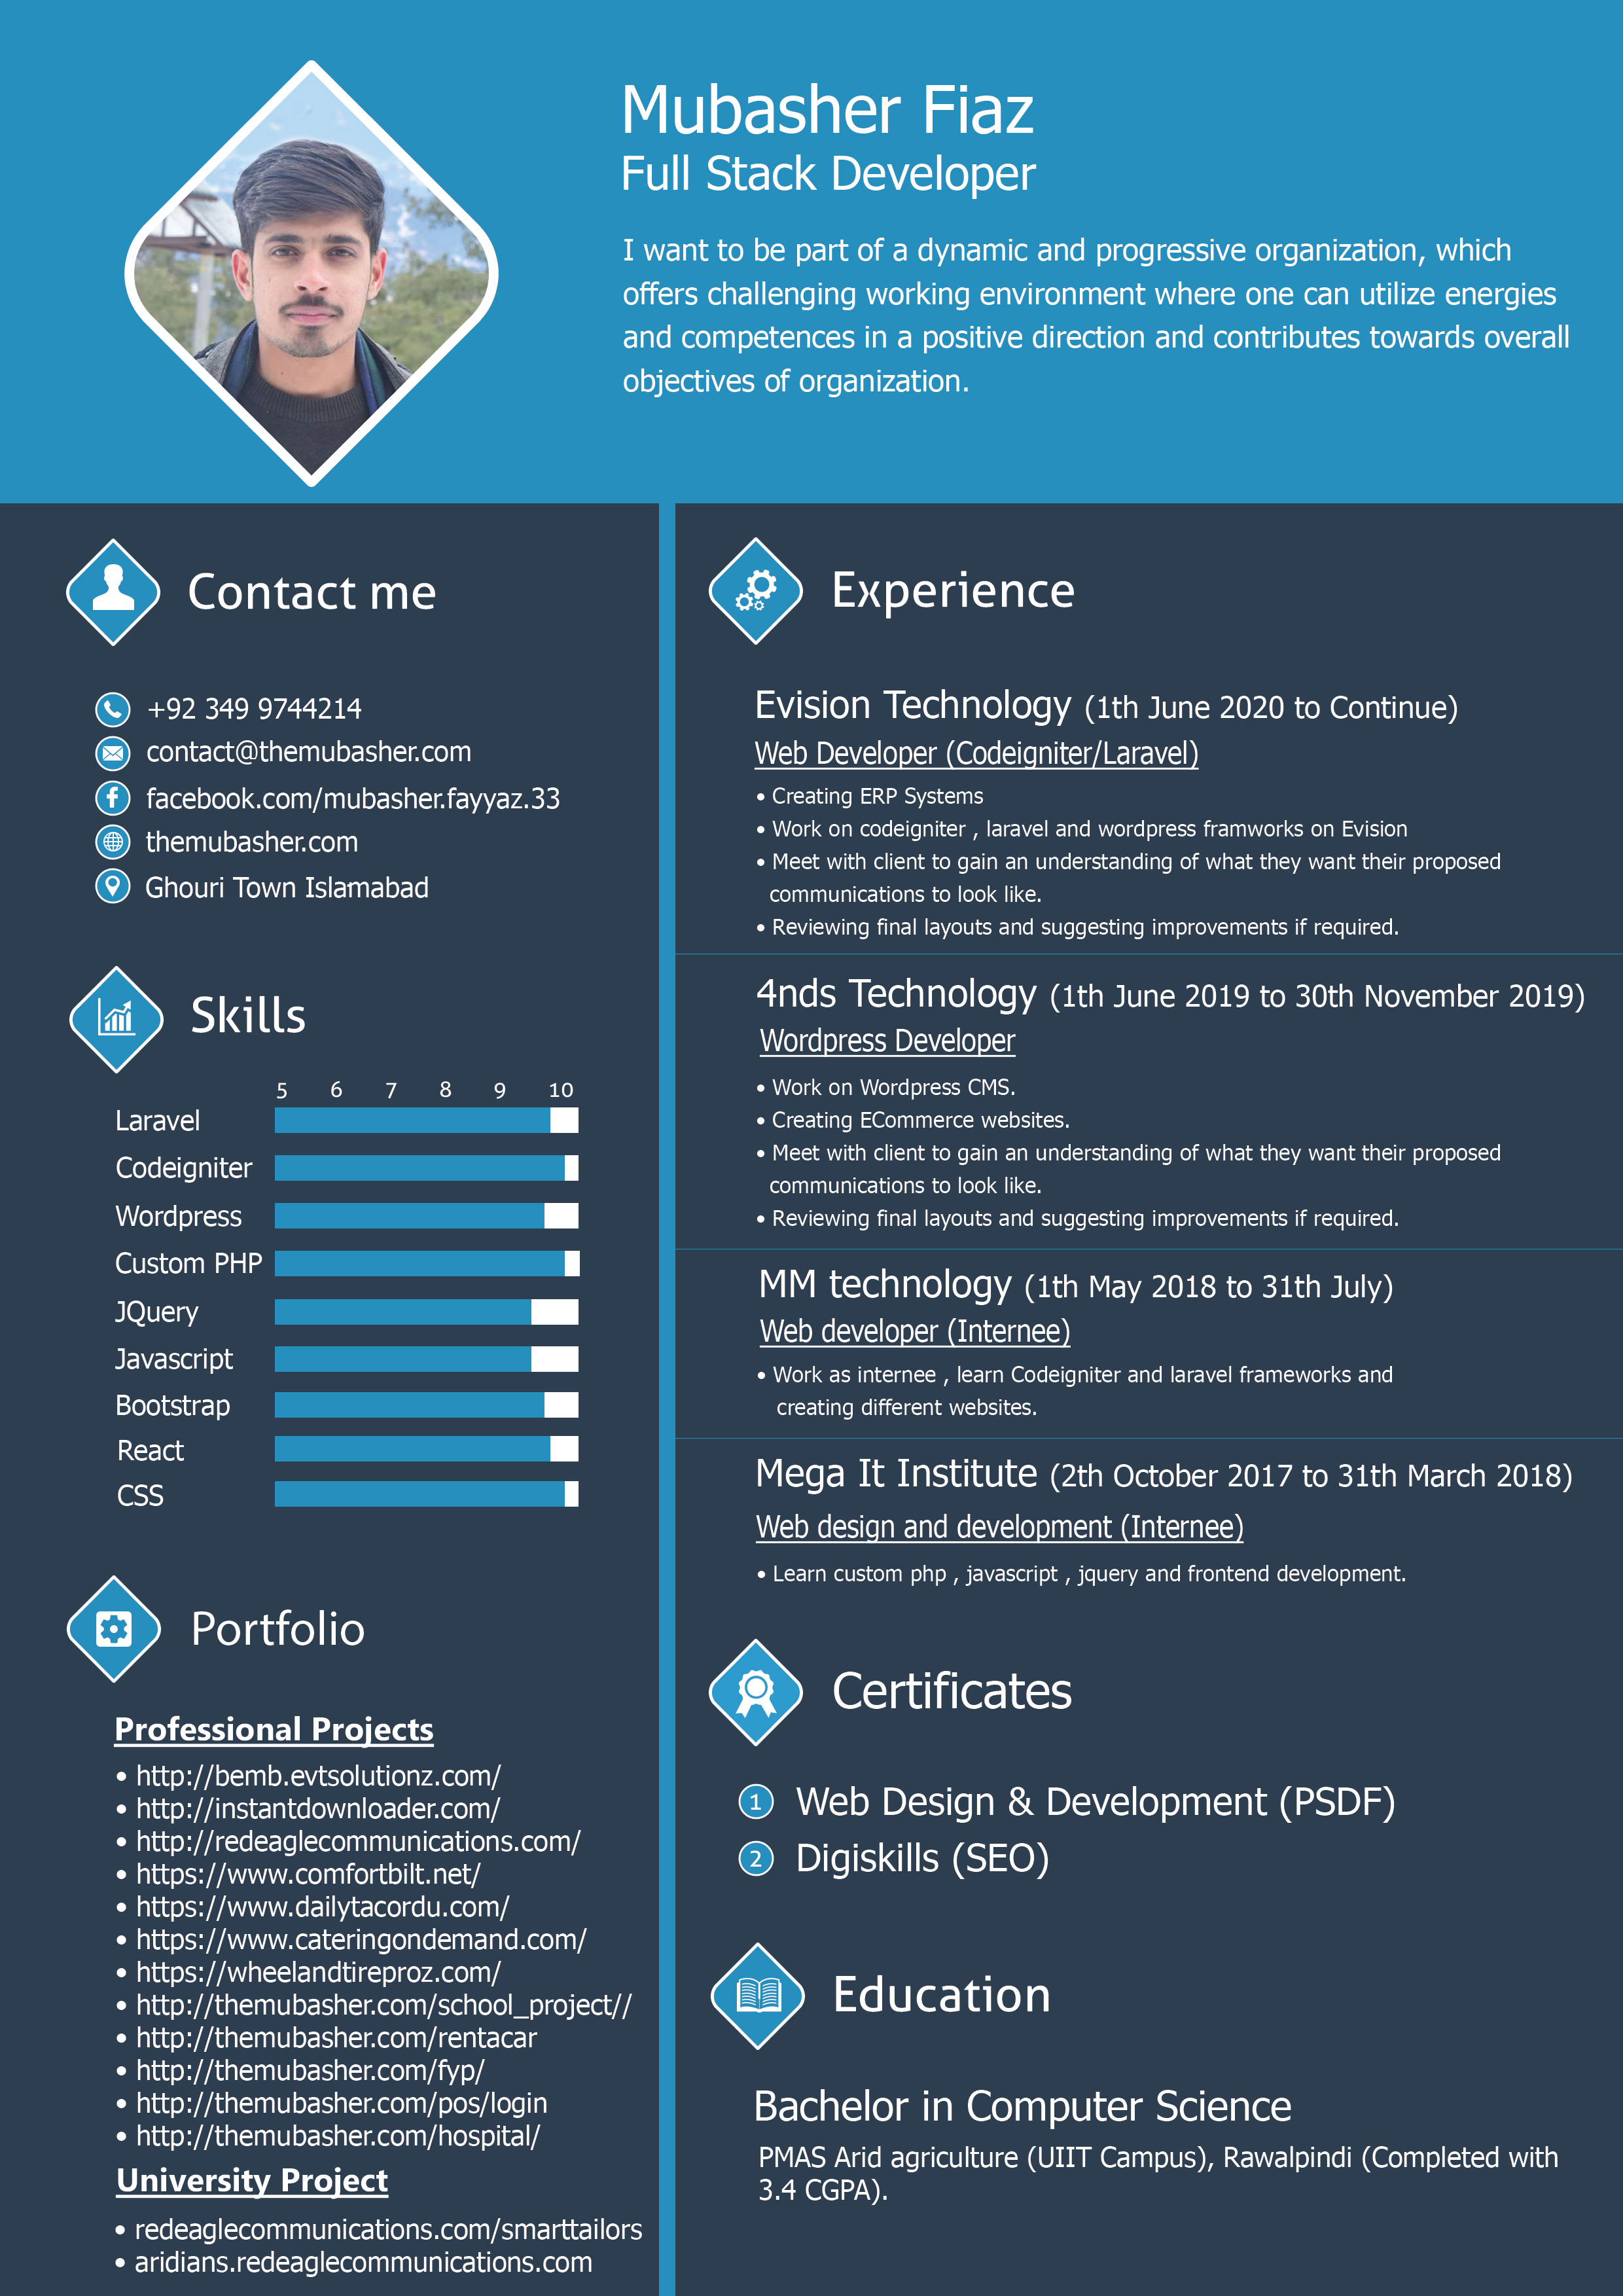 Mubasher Fiaz
Full Stack Developer
I want to be part of a dynamic and progressive organization, which
offers challenging working environment where one can utilize energies
and competences in a positive direction and contributes towards overall
objectives of organization.
Contact me
+92 349 9744214
contact@themubasher.com
facebook.com/mubasher.fayyaz.33
themubasher.com
Ghouri Town Islamabad
Skills
5 6 7 8 9 10
Laravel
Codeigniter
Wordpress
Custom PHP
JQuery
Javascript
Bootstrap
React
CSS
Portfolio
Professional Projects
• http://bemb.evtsolutionz.com/
• http://instantdownloader.com/
• http://redeaglecommunications.com/
• https://www.comfortbilt.net/
• https://www.dailytacordu.com/
• https://www.cateringondemand.com/
• https://wheelandtireproz.com/
• http://themubasher.com/school_project//
• http://themubasher.com/rentacar
• http://themubasher.com/fyp/
• http://themubasher.com/pos/login
• http://themubasher.com/hospital/
University Project
• redeaglecommunications.com/smarttailors
• aridians.redeaglecommunications.com
Experience
Evision Technology (1th June 2020 to Continue)
Web Developer (Codeigniter/Laravel)
• Creating ERP Systems
• Work on codeigniter , laravel and wordpress framworks on Evision
• Meet with client to gain an understanding of what they want their proposed
communications to look like.
• Reviewing final layouts and suggesting improvements if required.
4nds Technology (1th June 2019 to 30th November 2019)
Wordpress Developer
• Work on Wordpress CMS.
• Creating ECommerce websites.
• Meet with client to gain an understanding of what they want their proposed
communications to look like.
• Reviewing final layouts and suggesting improvements if required.
MM technology (1th May 2018 to 31th July)
Web developer (Internee)
• Work as internee , learn Codeigniter and laravel frameworks and
creating different websites.
Mega It Institute (2th October 2017 to 31th March 2018)
Web design and development (Internee)
• Learn custom php , javascript , jquery and frontend development.
Certificates
1 Web Design & Development (PSDF)
2 Digiskills (SEO)
Education
Bachelor in Computer Science
PMAS Arid agriculture (UIIT Campus), Rawalpindi (Completed with
3.4 CGPA).